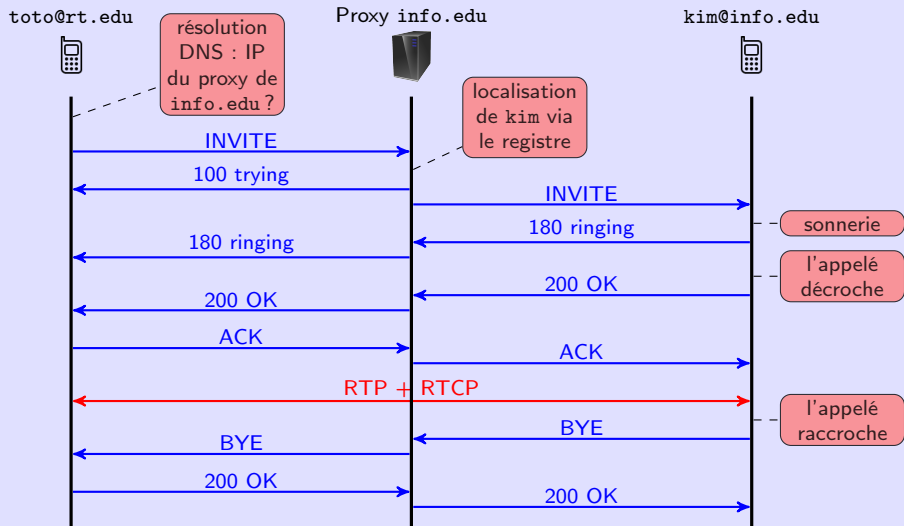 toto@rt.edu
Proxy info.edu
kim@info.edu
résolution
DNS : IP
du proxy de
info.edu ?
localisation
de kim via
le registre
INVITE
100 trying
INVITE
sonnerie
180 ringing
180 ringing
l'appelé
décroche
200 OK
200 OK
ACK
ACK
RTP + RTCP
l'appelé
raccroche
BYE
BYE
200 OK
200 OK